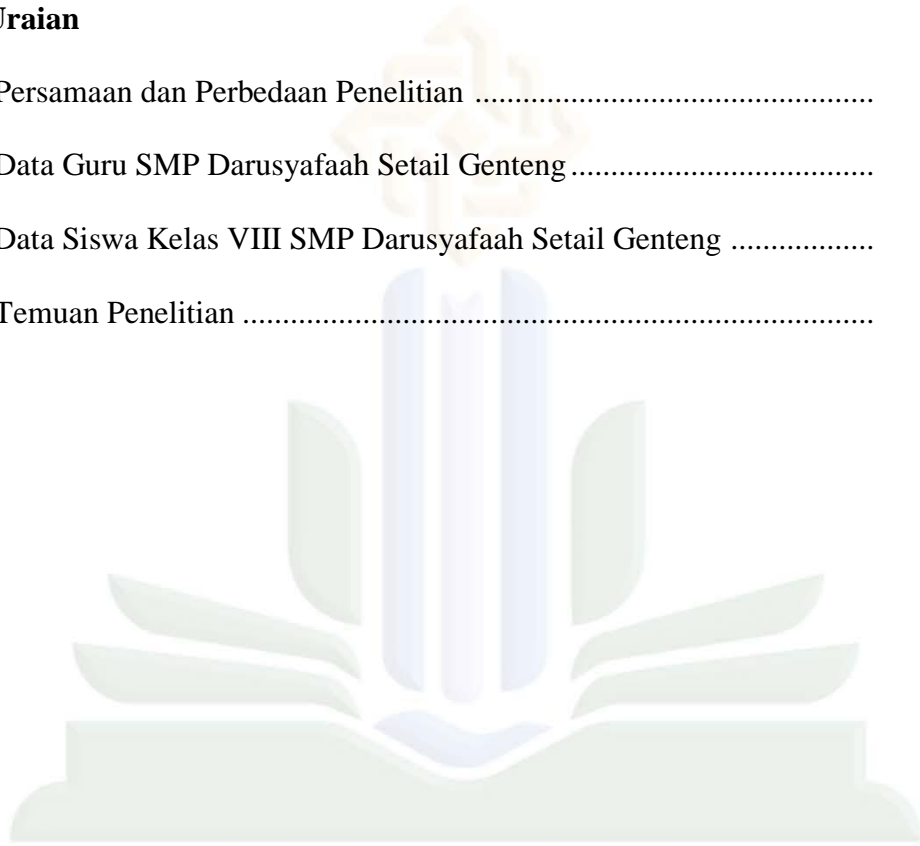 Uraian
Persamaan dan Perbedaan Penelitian ................................................
Data Guru SMP Darusyafaah Setail Genteng ....................................
Data Siswa Kelas VIII SMP Darusyafaah Setail Genteng .................
Temuan Penelitian ............................................................................